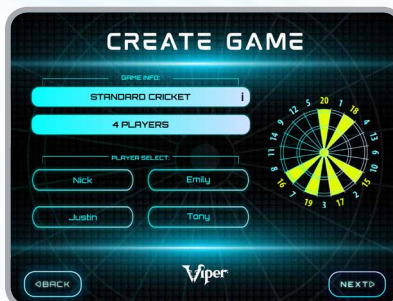 CREATE GAME
GAME INFO:
STANDARD CRICKET i
4 PLAYERS
PLAYER SELECT:
Nick Emily
Justin Tony
20 1 18 4 13 6 10 15 2 17 3 19 7 16 8 11 14 9 12 5
Viper
BACK NEXT